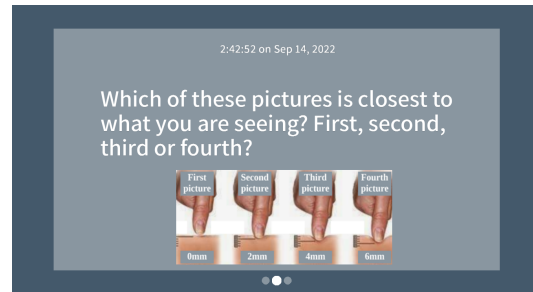 2:42:52 on Sep 14, 2022
Which of these pictures is closest to
what you are seeing? First, second,
third or fourth?
First picture
Second picture
Third picture
Fourth picture
0mm
2mm
4mm
6mm